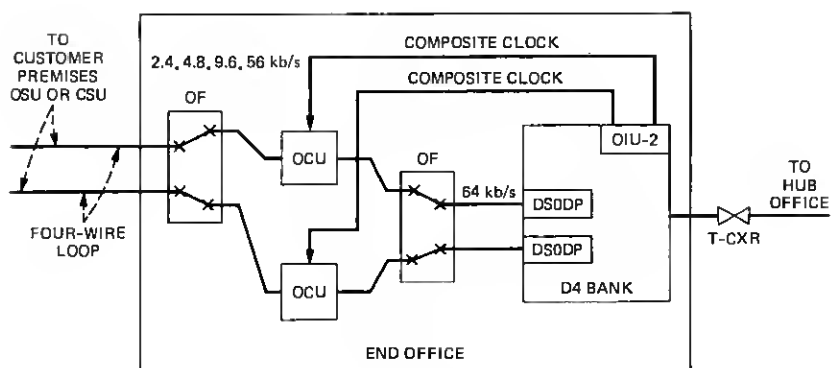 TO
CUSTOMER
PREMISES
OSU OR CSU
FOUR-WIRE
LOOP
2.4, 4.8, 9.6, 56 kb/s
OF
COMPOSITE CLOCK
COMPOSITE CLOCK
OCU
OCU
OF
64 kb/s
OIU-2
DS0DP
DS0DP
D4 BANK
END OFFICE
T-CXR
TO
HUB
OFFICE